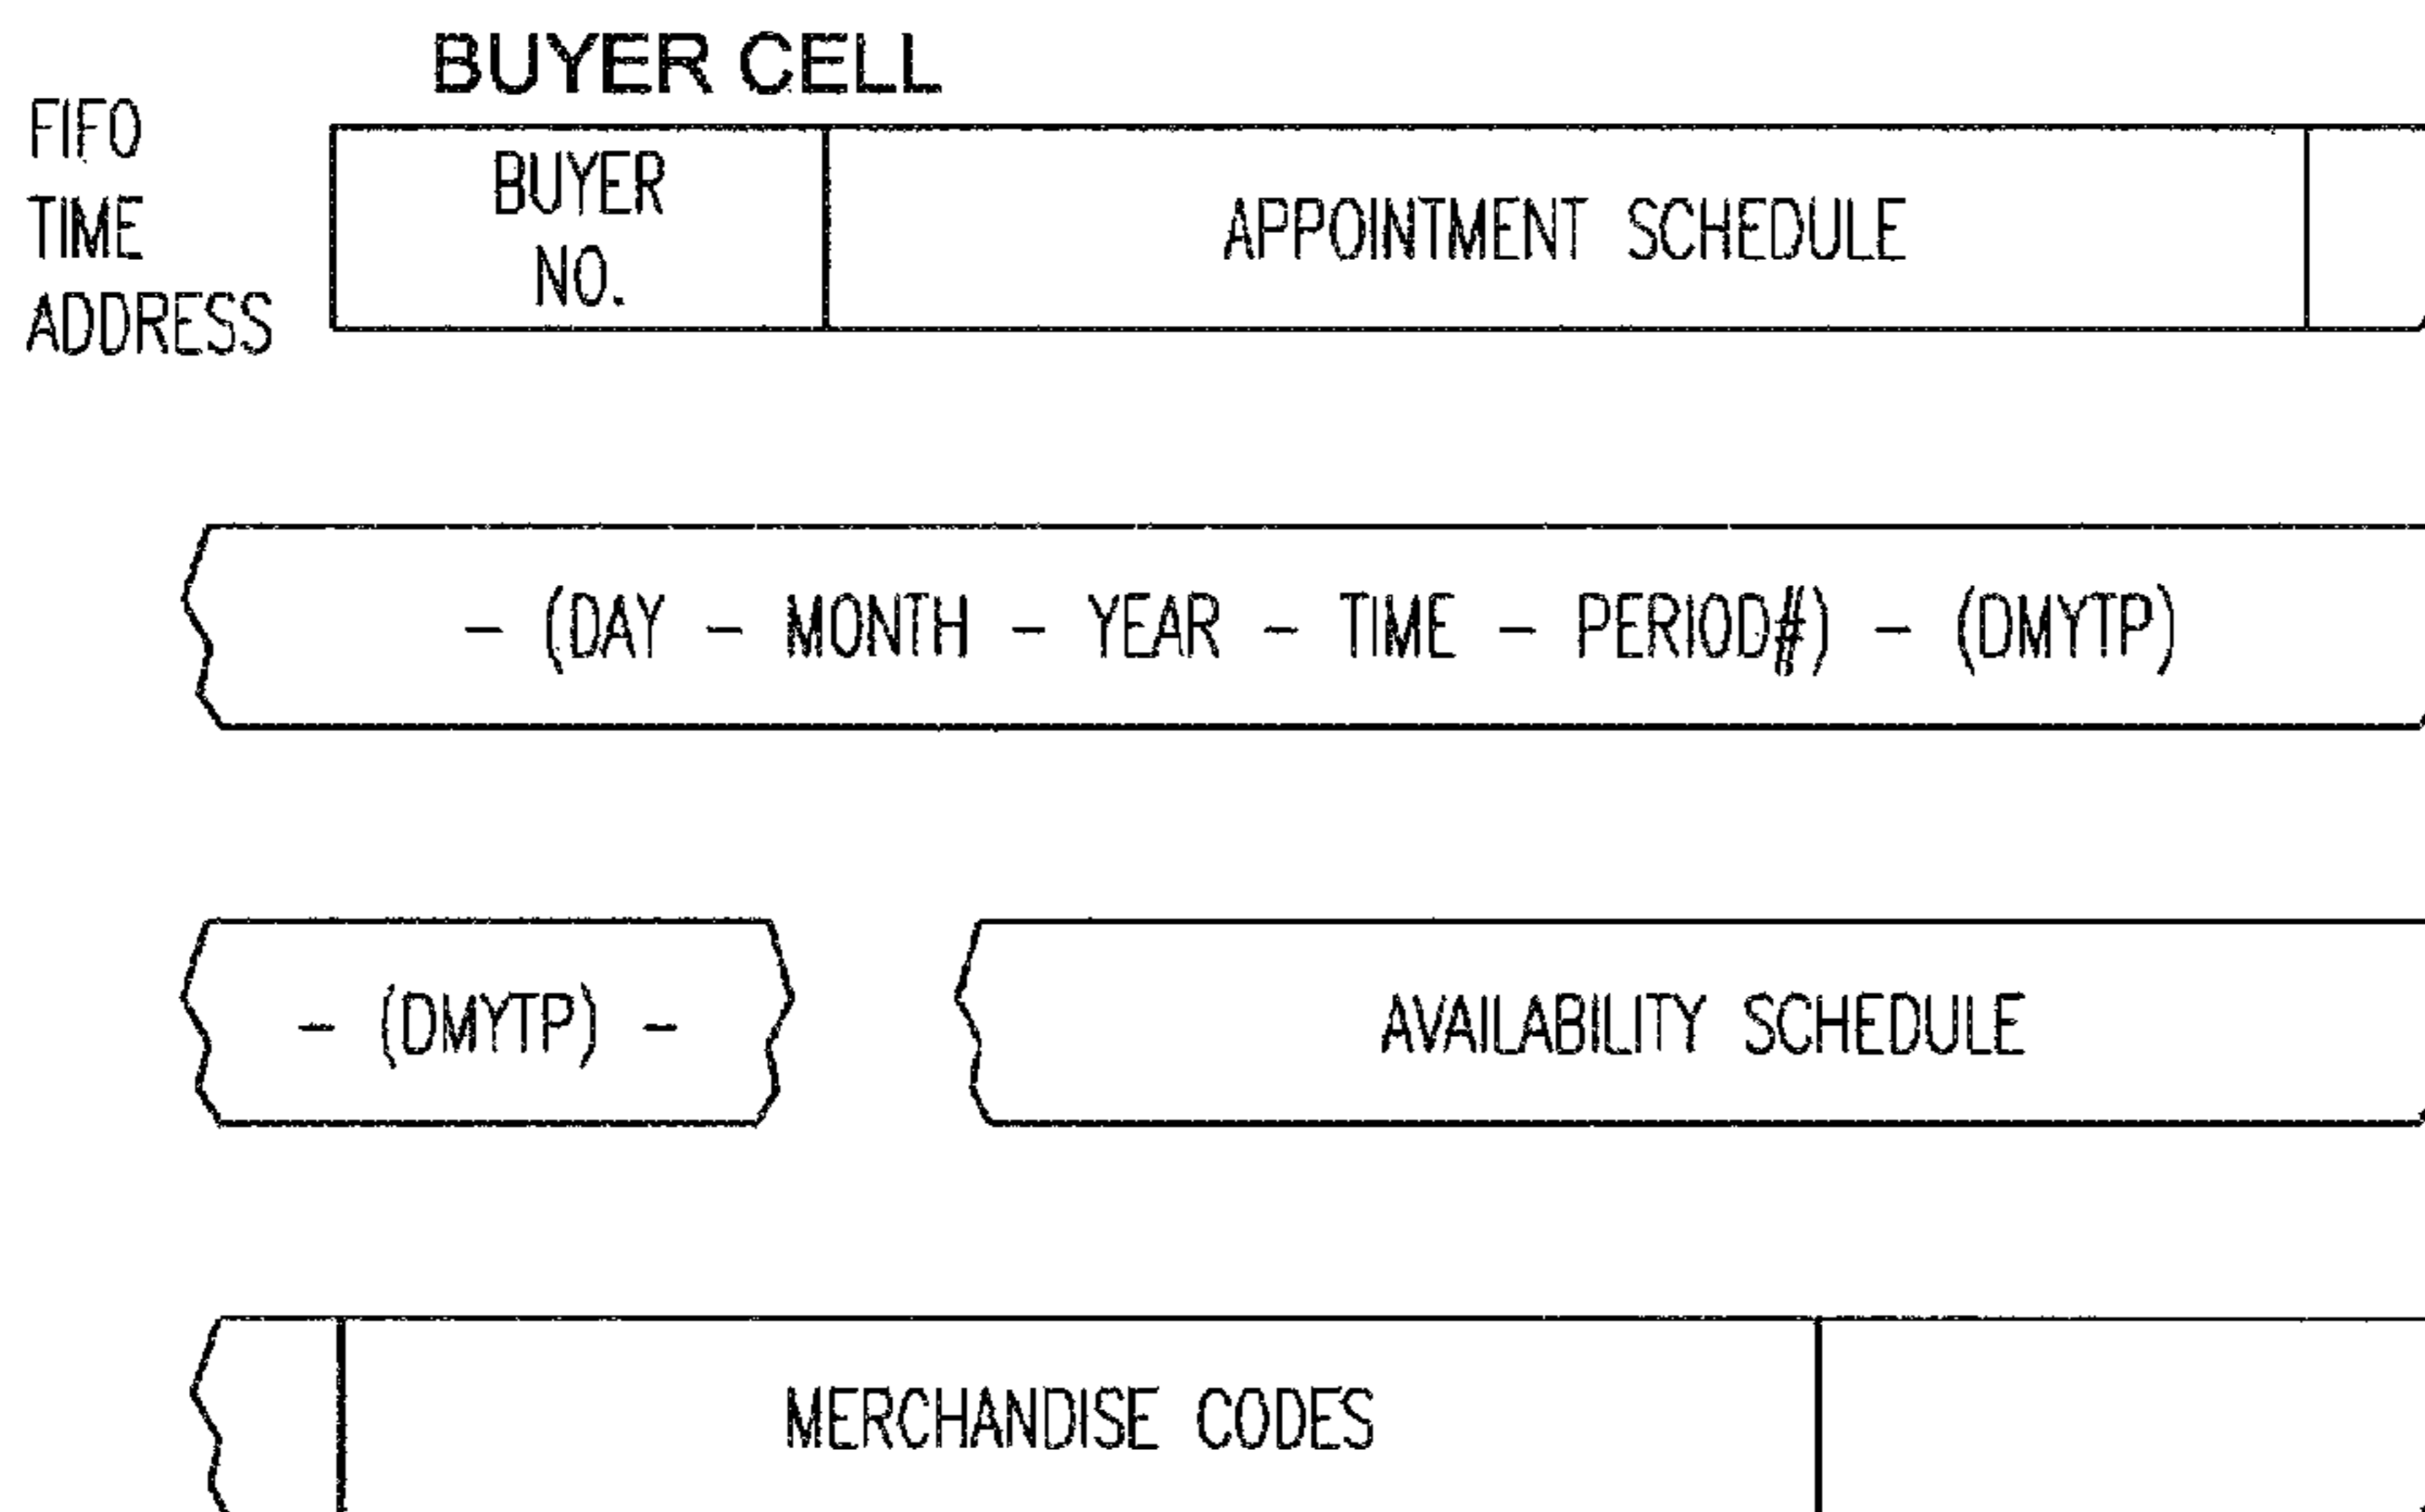 BUYER CELL
FIFO
TIME
ADDRESS
BUYER
NO.
APPOINTMENT SCHEDULE
– (DAY – MONTH – YEAR – TIME – PERIOD#) – (DMYTP)
– (DMYTP) –
AVAILABILITY SCHEDULE
MERCHANDISE CODES